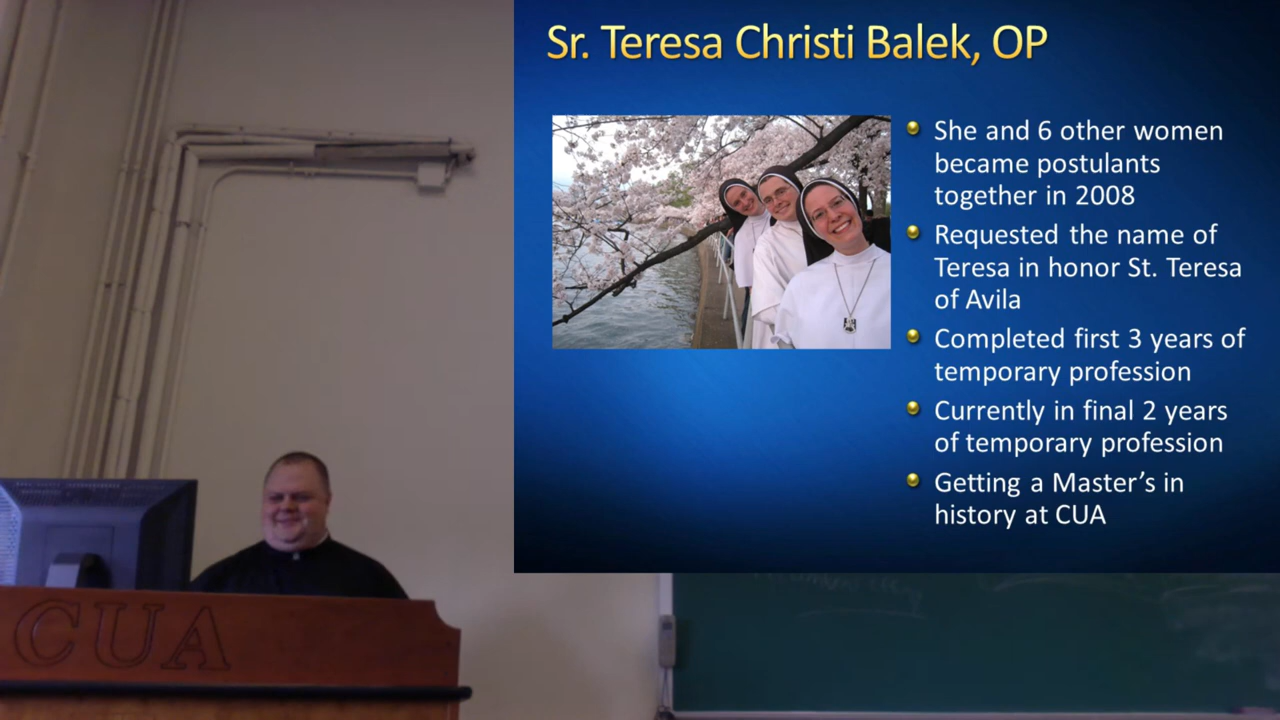 Sr. Teresa Christi Balek, OP
She and 6 other women
became postulants
together in 2008
Requested the name of
Teresa in honor St. Teresa
of Avila
Completed first 3 years of
temporary profession
Currently in final 2 years
of temporary profession
Getting a Master's in
history at CUA
CUA